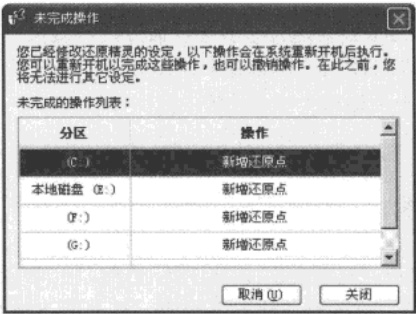 未完成操作
您已经修改还原精灵的设定，以下操作会在系统重新开机后执行。
您可以重新开机以完成这些操作，也可以撤销操作。在此之前，您
将无法进行其它设定。
未完成的操作列表：
分区 操作
(C:) 新增还原点
本地磁盘 (E:) 新增还原点
(F:) 新增还原点
(G:) 新增还原点
取消(U) 关闭